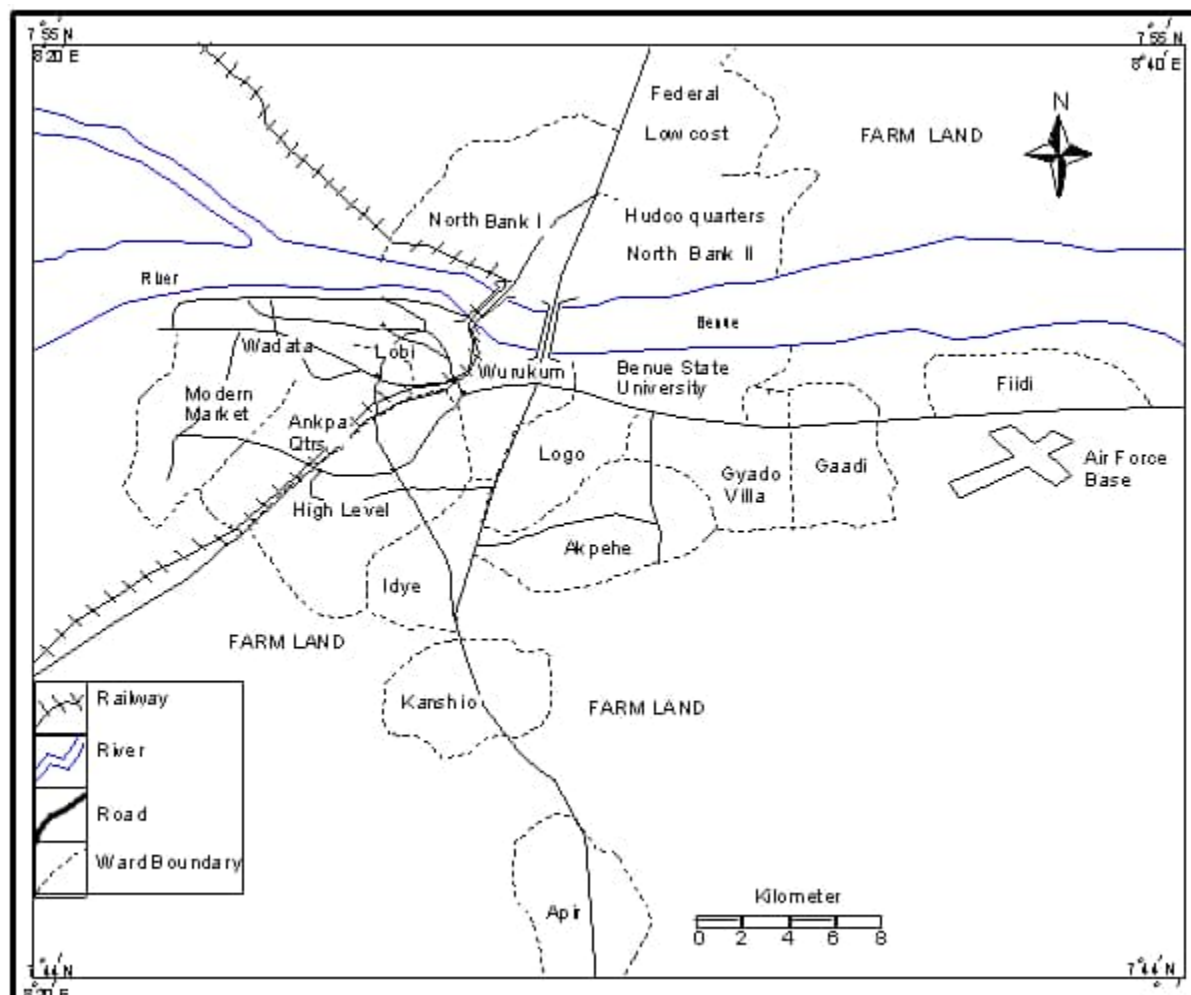 7°55'N
7°55'N
8°20'E
8°40'E
N
Federal
Low cost
FARM LAND
North Bank I
Hudco quarters
North Bank II
River
Benue
Wadata
Lobi
Wurukum
Benue State
University
Fiidi
Modern
Market
Ankpa
Qtrs
Logo
Gyado
Villa
Gaadi
Air Force
Base
High Level
Akpehe
Idye
FARM LAND
Kanshio
FARM LAND
Railway
River
Road
Ward Boundary
Apir
Kilometer
0 2 4 6 8
7°44'N
7°44'N